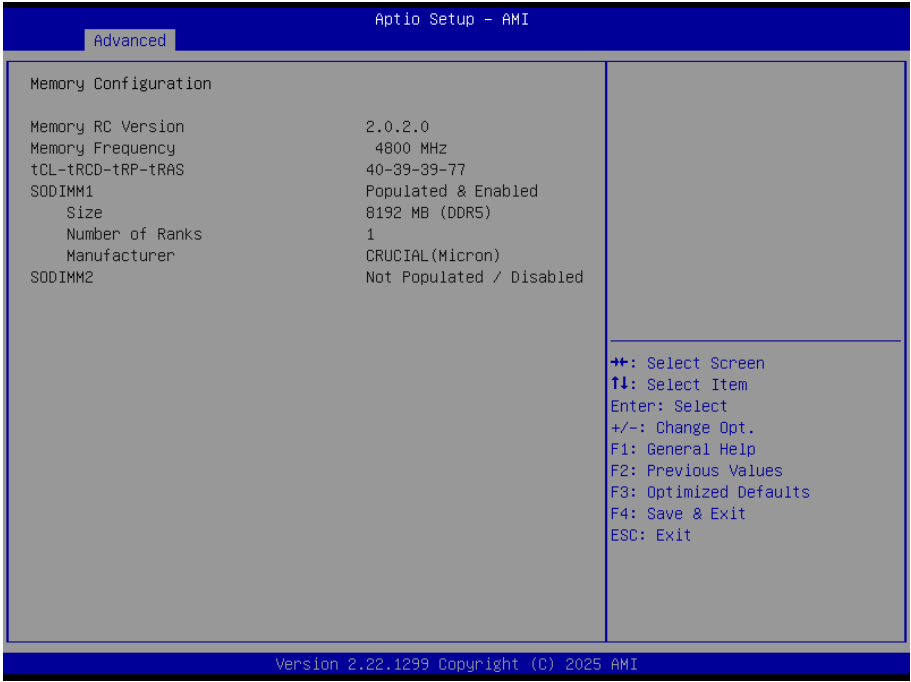 Aptio Setup – AMI
Advanced
Memory Configuration
Memory RC Version 2.0.2.0
Memory Frequency 4800 MHz
tCL-tRCD-tRP-tRAS 40-39-39-77
SODIMM1 Populated & Enabled
Size 8192 MB (DDR5)
Number of Ranks 1
Manufacturer CRUCIAL(Micron)
SODIMM2 Not Populated / Disabled
→←: Select Screen
↑↓: Select Item
Enter: Select
+/-: Change Opt.
F1: General Help
F2: Previous Values
F3: Optimized Defaults
F4: Save & Exit
ESC: Exit
Version 2.22.1299 Copyright (C) 2025 AMI